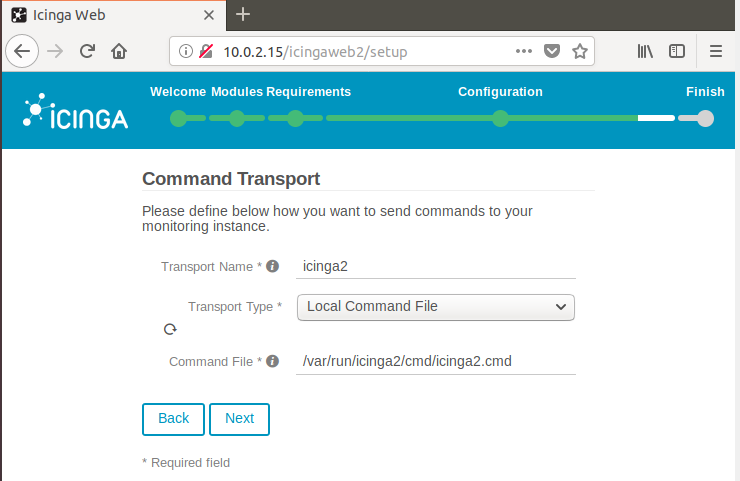 Icinga Web
10.0.2.15/icingaweb2/setup
ICINGA
Welcome Modules Requirements Configuration Finish
Command Transport
Please define below how you want to send commands to your
monitoring instance.
Transport Name * icinga2
Transport Type * Local Command File
Command File * /var/run/icinga2/cmd/icinga2.cmd
Back Next
* Required field